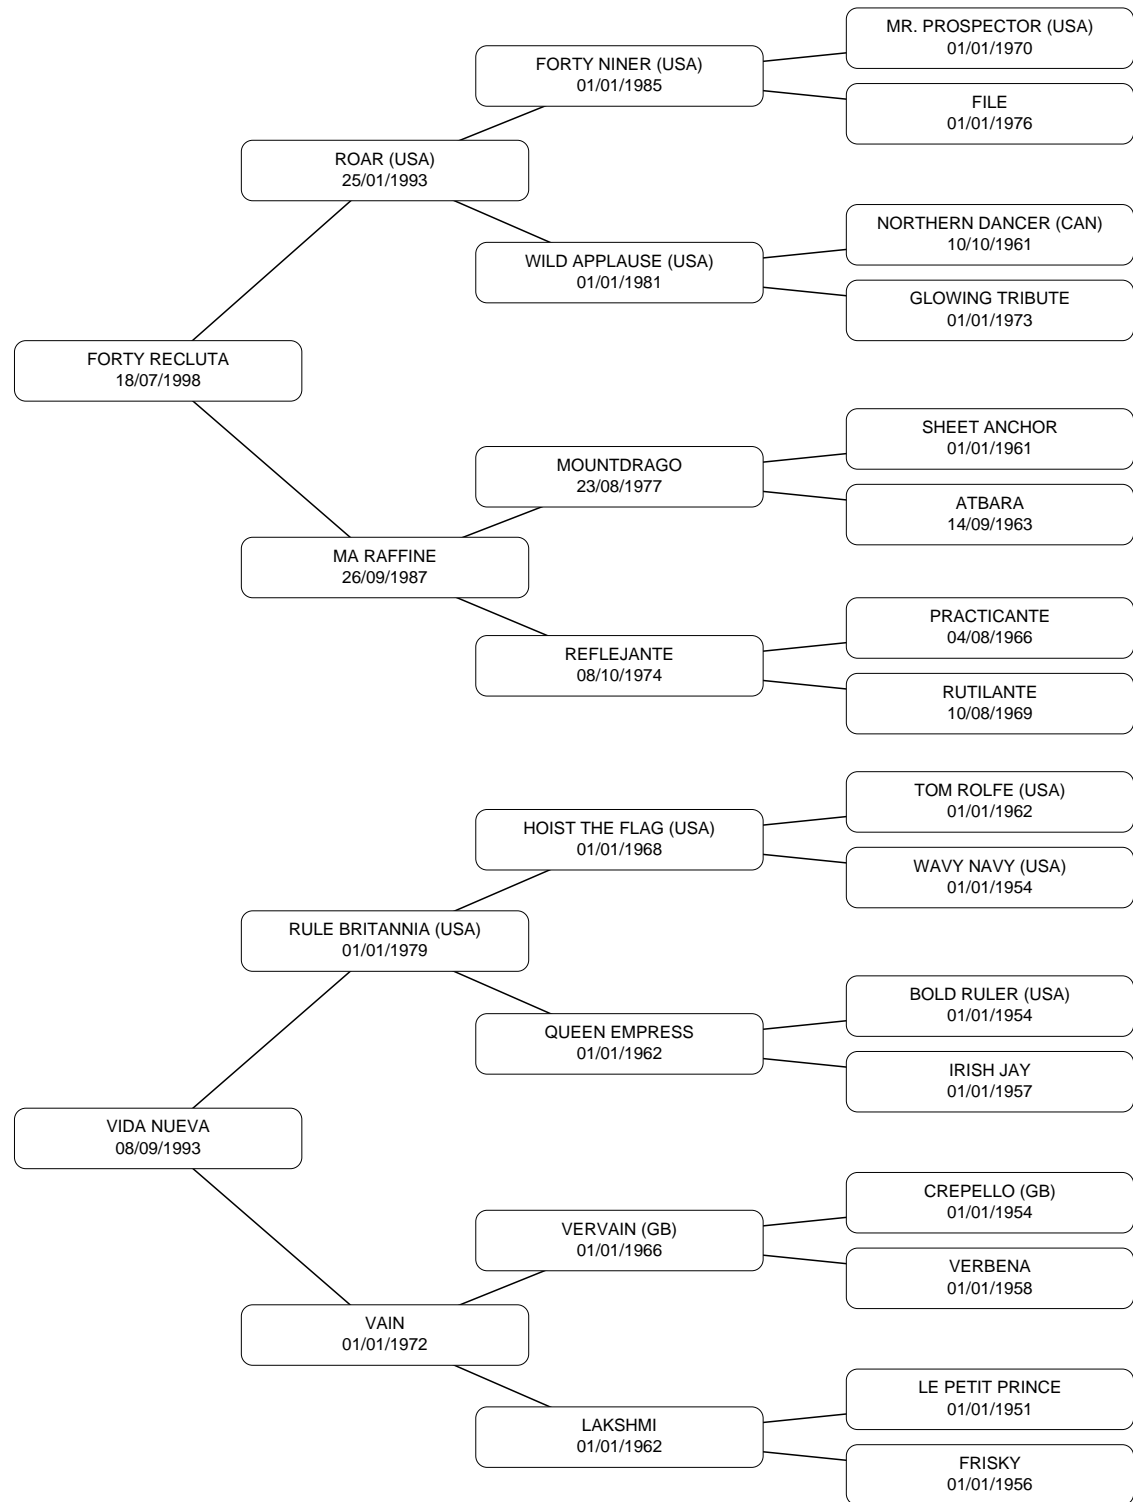 MR. PROSPECTOR (USA)
01/01/1970
FORTY NINER (USA)
01/01/1985
FILE
01/01/1976
ROAR (USA)
25/01/1993
NORTHERN DANCER (CAN)
10/10/1961
WILD APPLAUSE (USA)
01/01/1981
GLOWING TRIBUTE
01/01/1973
FORTY RECLUTA
18/07/1998
SHEET ANCHOR
01/01/1961
MOUNTDRAGO
23/08/1977
ATBARA
14/09/1963
MA RAFFINE
26/09/1987
PRACTICANTE
04/08/1966
REFLEJANTE
08/10/1974
RUTILANTE
10/08/1969
TOM ROLFE (USA)
01/01/1962
HOIST THE FLAG (USA)
01/01/1968
WAVY NAVY (USA)
01/01/1954
RULE BRITANNIA (USA)
01/01/1979
BOLD RULER (USA)
01/01/1954
QUEEN EMPRESS
01/01/1962
IRISH JAY
01/01/1957
VIDA NUEVA
08/09/1993
CREPELLO (GB)
01/01/1954
VERVAIN (GB)
01/01/1966
VERBENA
01/01/1958
VAIN
01/01/1972
LE PETIT PRINCE
01/01/1951
LAKSHMI
01/01/1962
FRISKY
01/01/1956